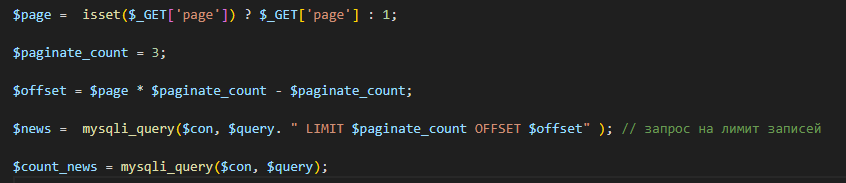 $page =  isset($_GET['page']) ? $_GET['page'] : 1;
$paginate_count = 3;
$offset = $page * $paginate_count - $paginate_count;
$news =  mysqli_query($con, $query. " LIMIT $paginate_count OFFSET $offset" ); // запрос на лимит записей
$count_news = mysqli_query($con, $query);